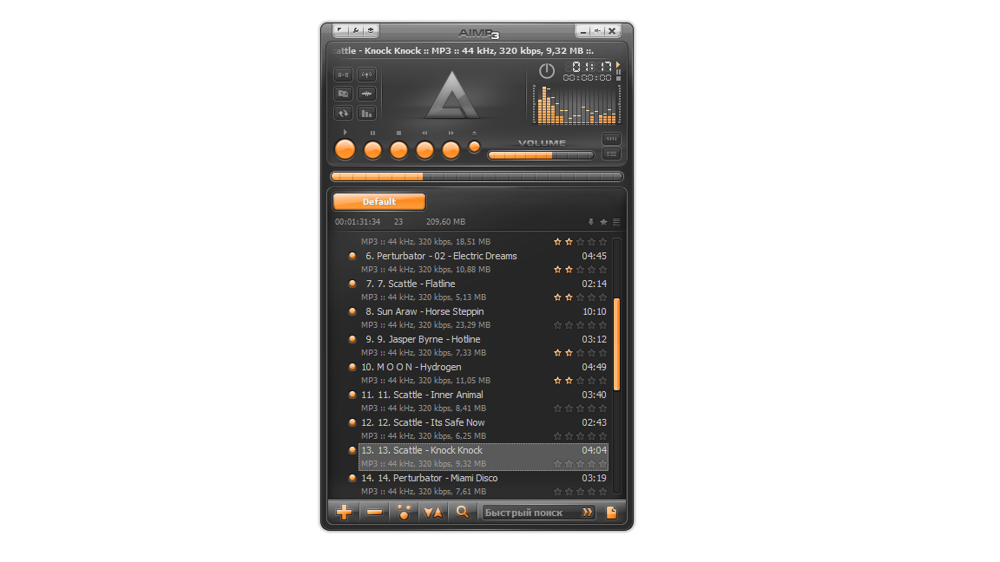 AIMP3
cattle - Knock Knock :: MP3 :: 44 kHz, 320 kbps, 9,32 MB ::.
A-B
01:17
00:00:00
VOLUME
Default
00:01:31:34 23 209,60 MB
MP3 :: 44 kHz, 320 kbps, 18,51 MB
6. Perturbator - 02 - Electric Dreams 04:45
MP3 :: 44 kHz, 320 kbps, 10,88 MB
7. 7. Scattle - Flatline 02:14
MP3 :: 44 kHz, 320 kbps, 5,13 MB
8. Sun Araw - Horse Steppin 10:10
MP3 :: 44 kHz, 320 kbps, 23,29 MB
9. 9. Jasper Byrne - Hotline 03:12
MP3 :: 44 kHz, 320 kbps, 7,33 MB
10. M O O N - Hydrogen 04:49
MP3 :: 44 kHz, 320 kbps, 11,05 MB
11. 11. Scattle - Inner Animal 03:40
MP3 :: 44 kHz, 320 kbps, 8,41 MB
12. 12. Scattle - Its Safe Now 02:43
MP3 :: 44 kHz, 320 kbps, 6,25 MB
13. 13. Scattle - Knock Knock 04:04
MP3 :: 44 kHz, 320 kbps, 9,32 MB
14. 14. Perturbator - Miami Disco 03:19
MP3 :: 44 kHz, 320 kbps, 7,61 MB
Быстрый поиск